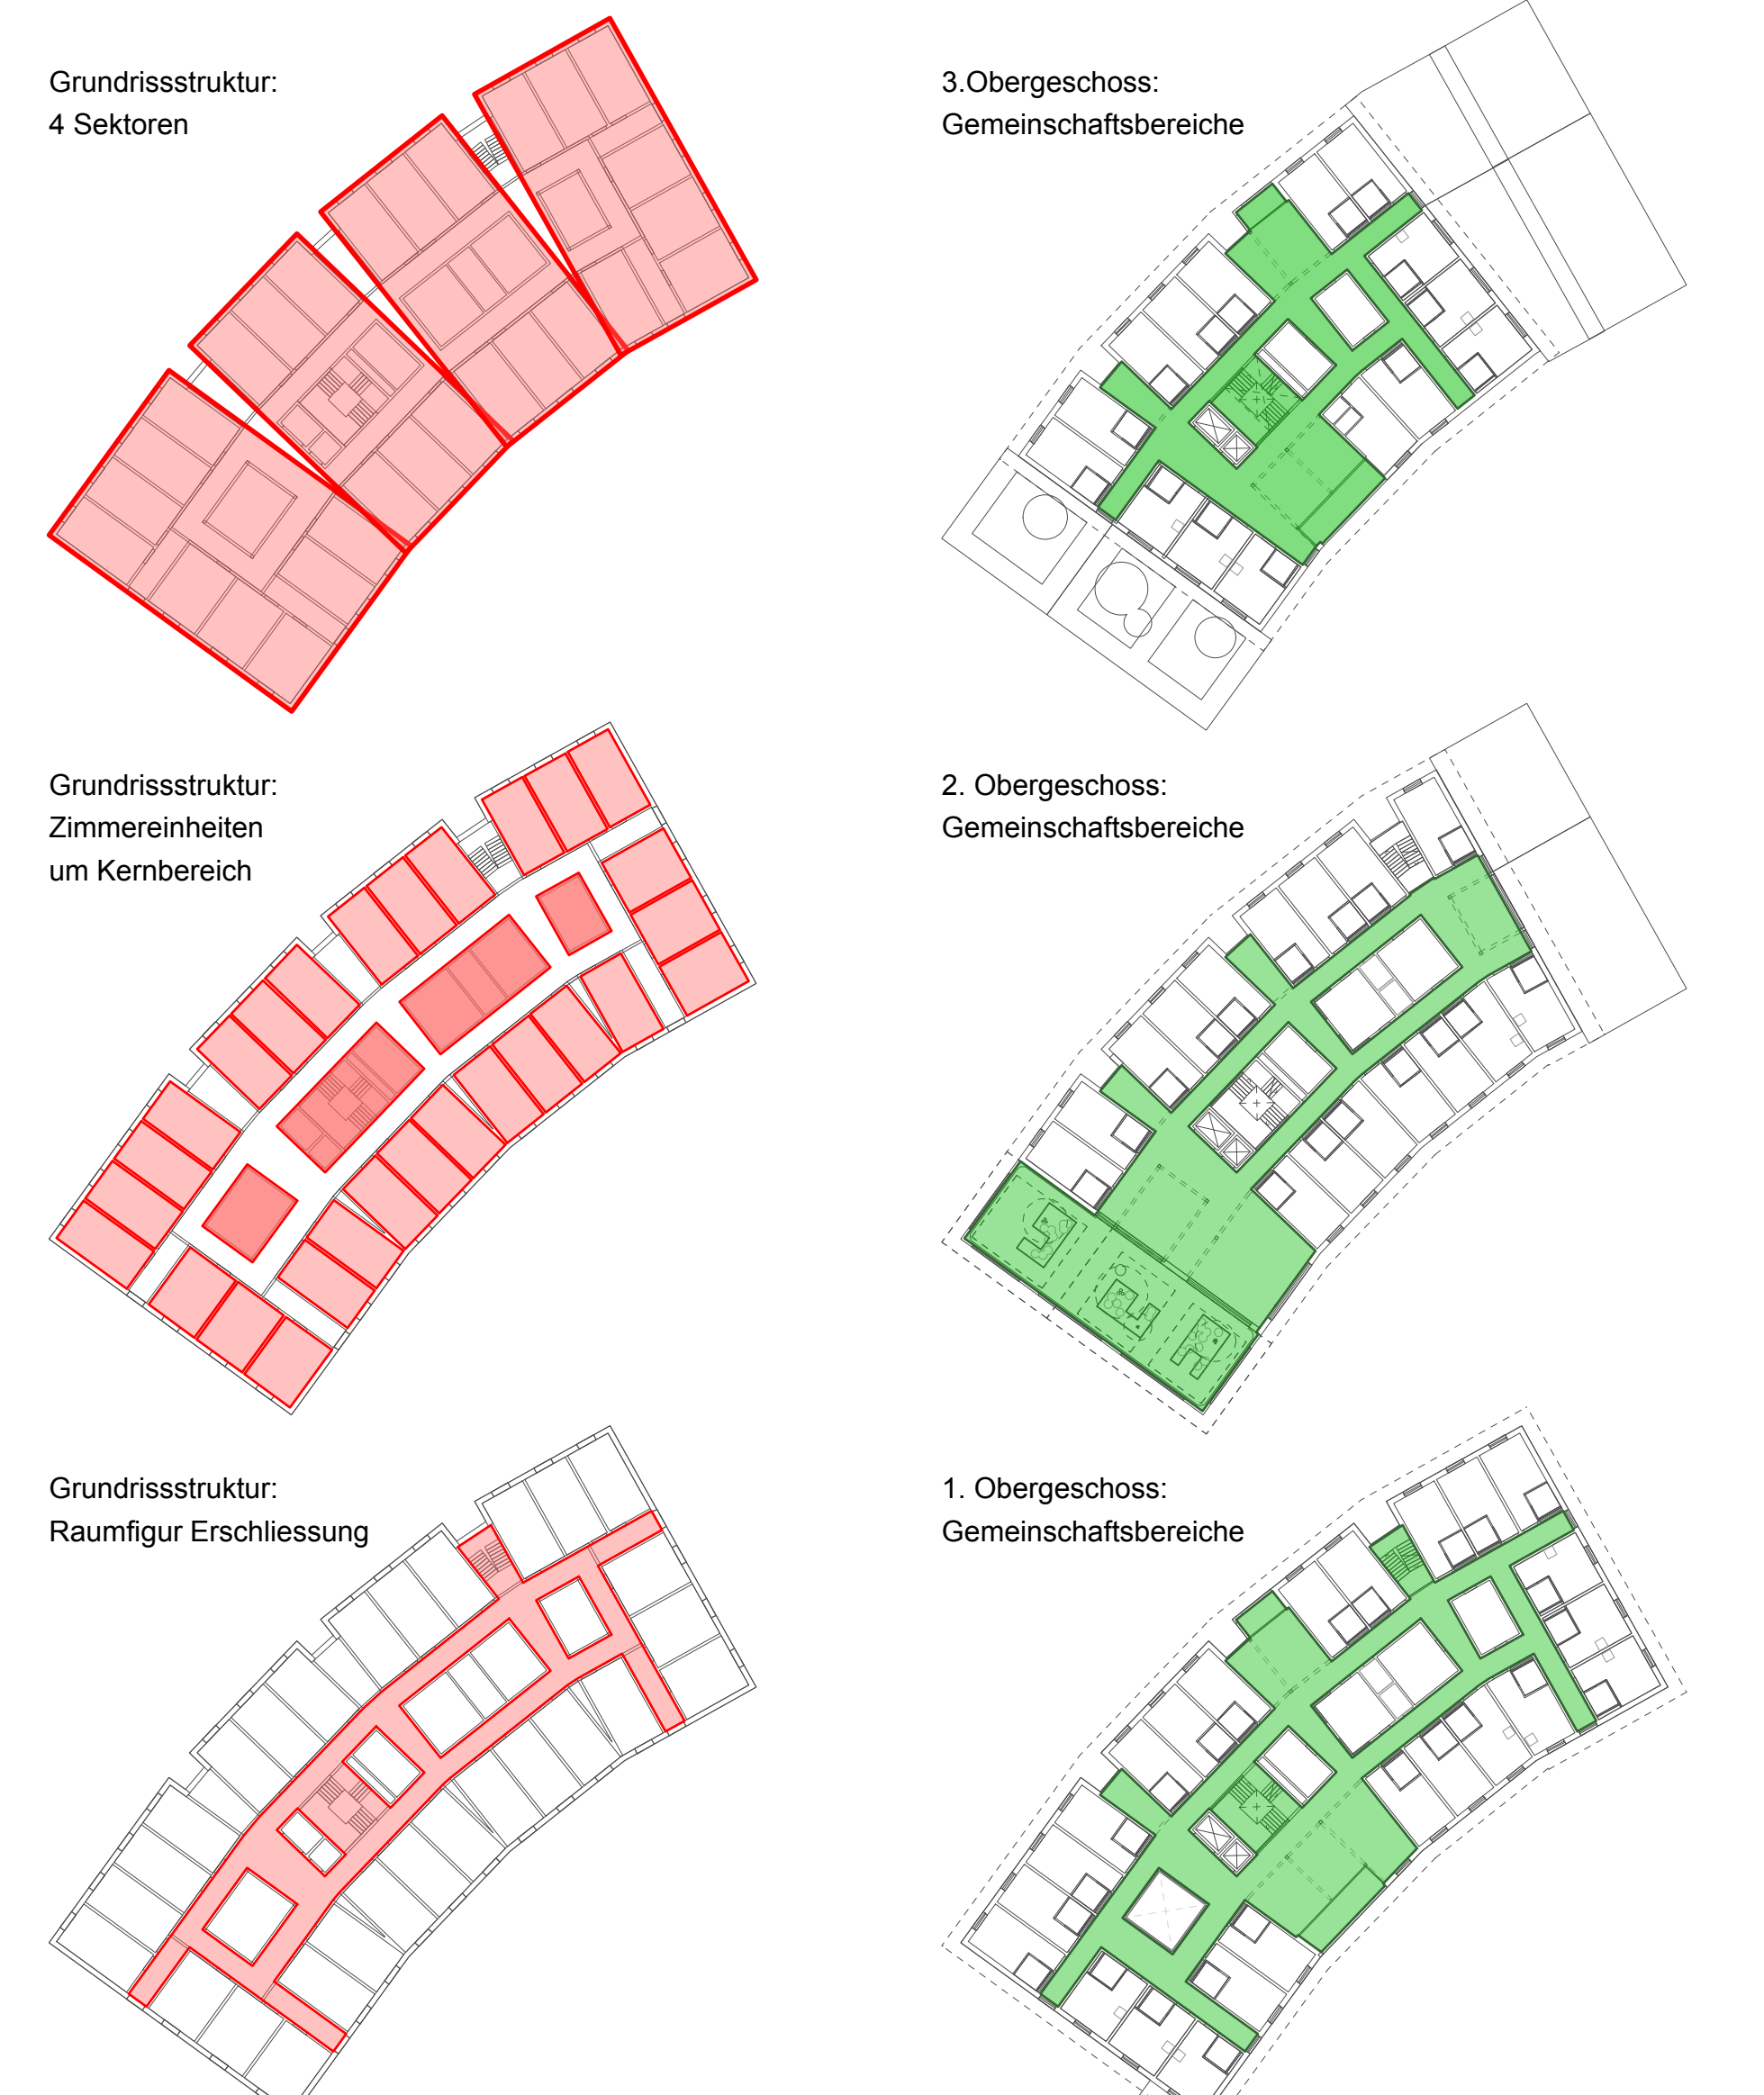 Grundrissstruktur:
4 Sektoren
3.Obergeschoss:
Gemeinschaftsbereiche
Grundrissstruktur:
Zimmereinheiten
um Kernbereich
2. Obergeschoss:
Gemeinschaftsbereiche
Grundrissstruktur:
Raumfigur Erschliessung
1. Obergeschoss:
Gemeinschaftsbereiche